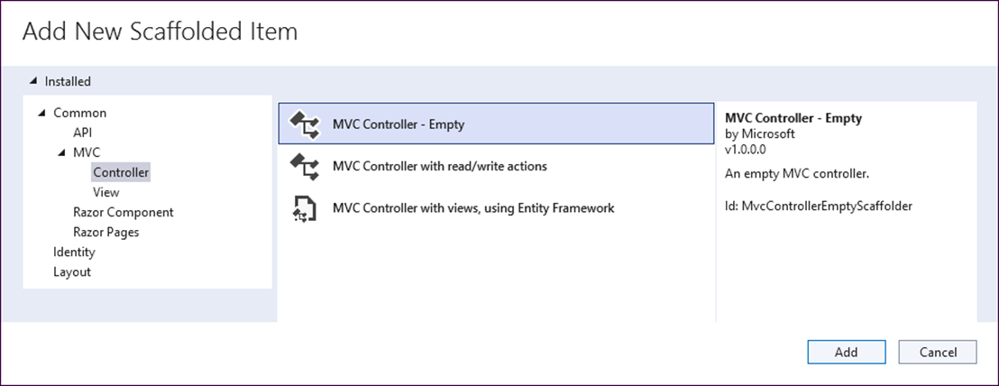 Add New Scaffolded Item
Installed
Common
API
MVC
Controller
View
Razor Component
Razor Pages
Identity
Layout
MVC Controller - Empty
MVC Controller with read/write actions
MVC Controller with views, using Entity Framework
MVC Controller - Empty
by Microsoft
v1.0.0.0
An empty MVC controller.
Id: MvcControllerEmptyScaffolder
Add
Cancel